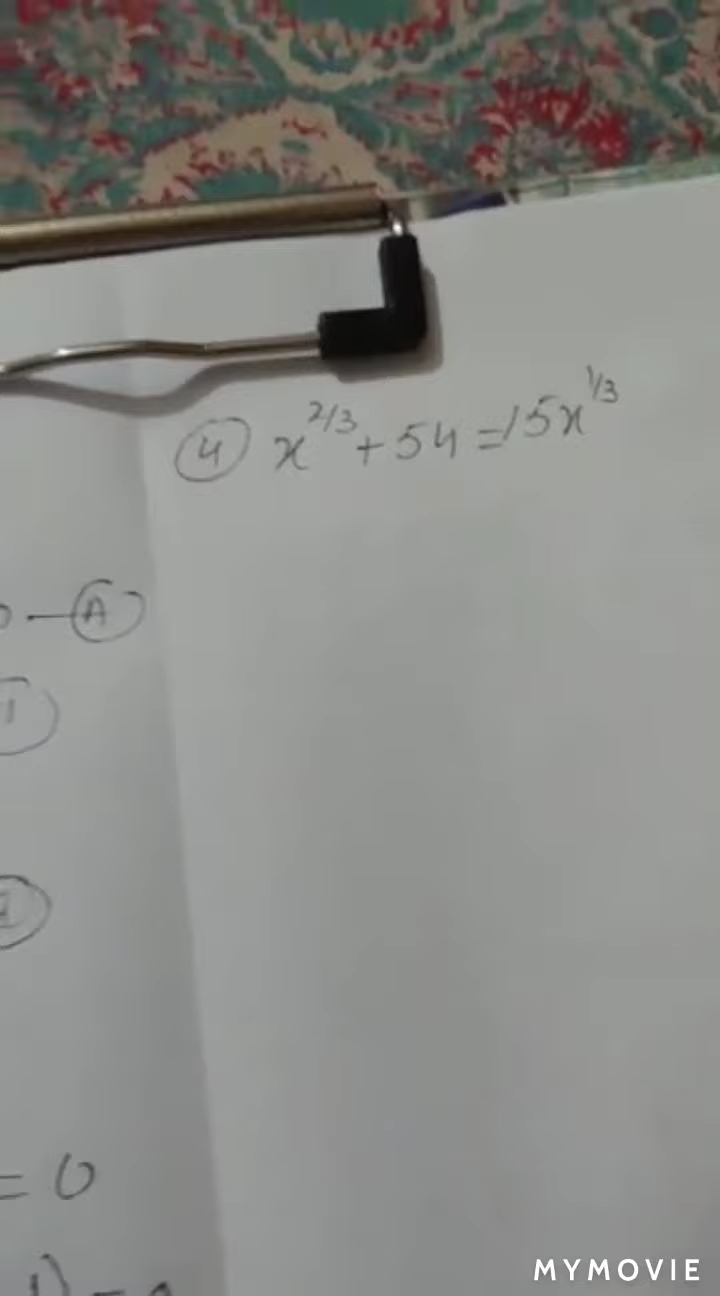 ④ x^{2/3} + 54 = 15x^{1/3}
— Ⓐ
= 0
MYMOVIE